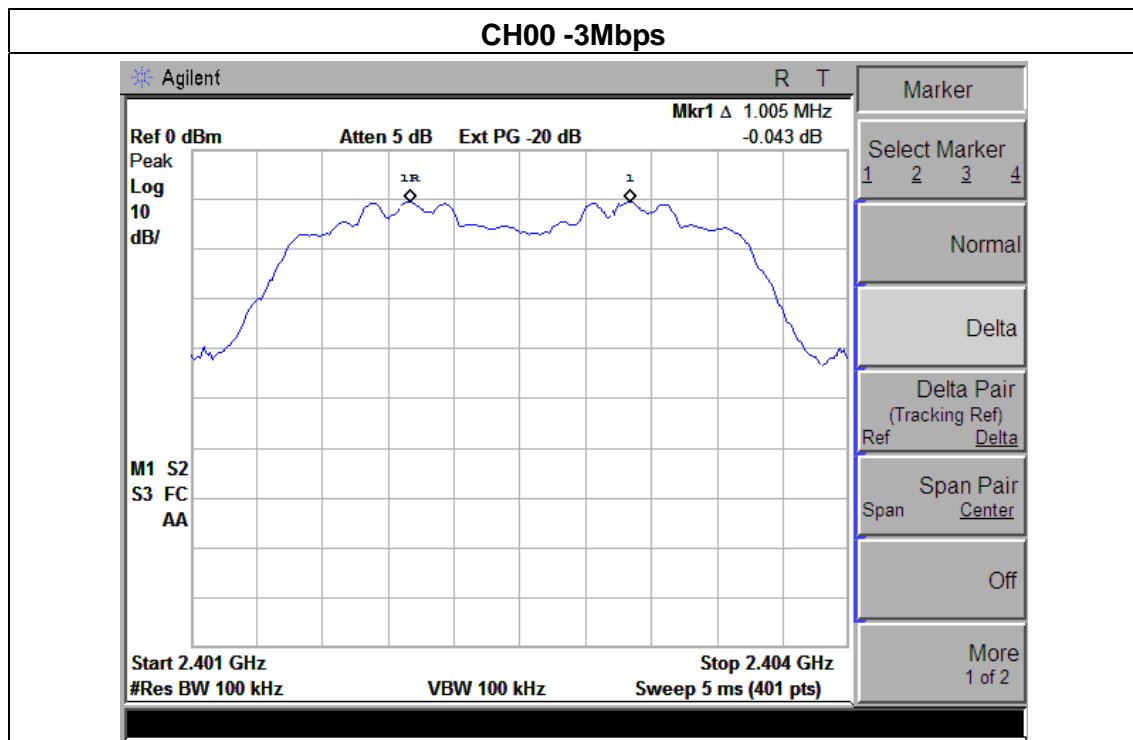 CH00 -3Mbps
Agilent R T
Mkr1 Δ 1.005 MHz
Ref 0 dBm Atten 5 dB Ext PG -20 dB -0.043 dB
Peak
Log
10
dB/
1R 1
M1 S2
S3 FC
AA
Start 2.401 GHz Stop 2.404 GHz
#Res BW 100 kHz VBW 100 kHz Sweep 5 ms (401 pts)
Marker
Select Marker
1 2 3 4
Normal
Delta
Delta Pair
(Tracking Ref)
Ref Delta
Span Pair
Span Center
Off
More
1 of 2